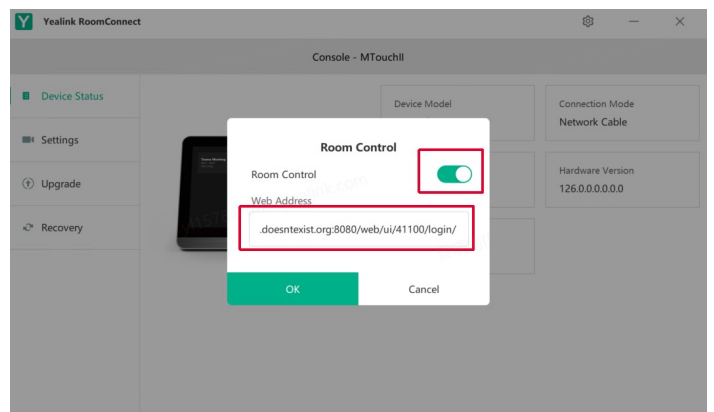 Yealink RoomConnect
Console - MTouchII
Device Status
Settings
Upgrade
Recovery
Device Model
Connection Mode
Network Cable
Hardware Version
126.0.0.0.0.0
Room Control
Room Control
Web Address
.doesntexist.org:8080/web/ui/41100/login/
OK
Cancel